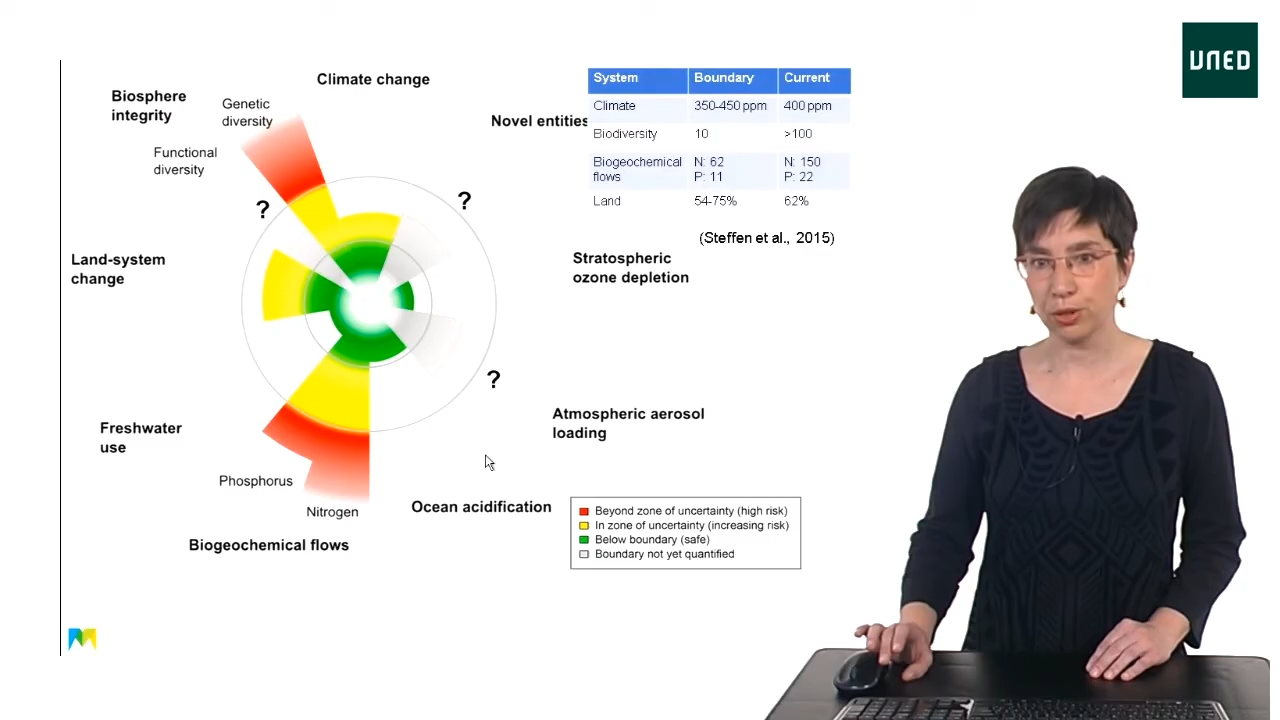 UNED
Climate change
Biosphere
integrity
Genetic
diversity
Functional
diversity
Novel entities
System Boundary Current
Climate 350-450 ppm 400 ppm
Biodiversity 10 >100
Biogeochemical N: 62 N: 150
flows P: 11 P: 22
Land 54-75% 62%
(Steffen et al., 2015)
?
?
Land-system
change
Stratospheric
ozone depletion
?
Atmospheric aerosol
loading
Freshwater
use
Phosphorus
Nitrogen
Ocean acidification
Biogeochemical flows
Beyond zone of uncertainty (high risk)
In zone of uncertainty (increasing risk)
Below boundary (safe)
Boundary not yet quantified